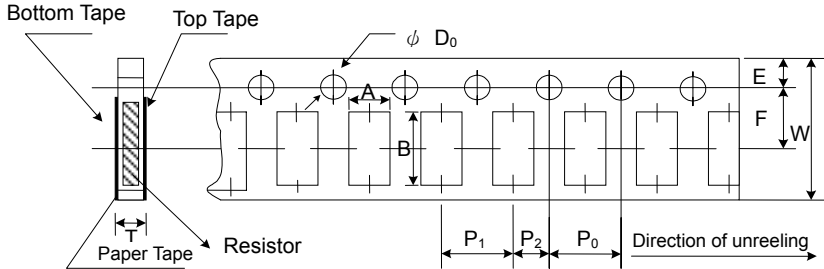 Bottom Tape
Top Tape
ϕ D₀
A
E
F
W
B
T
Paper Tape
Resistor
P₁
P₂
P₀
Direction of unreeling